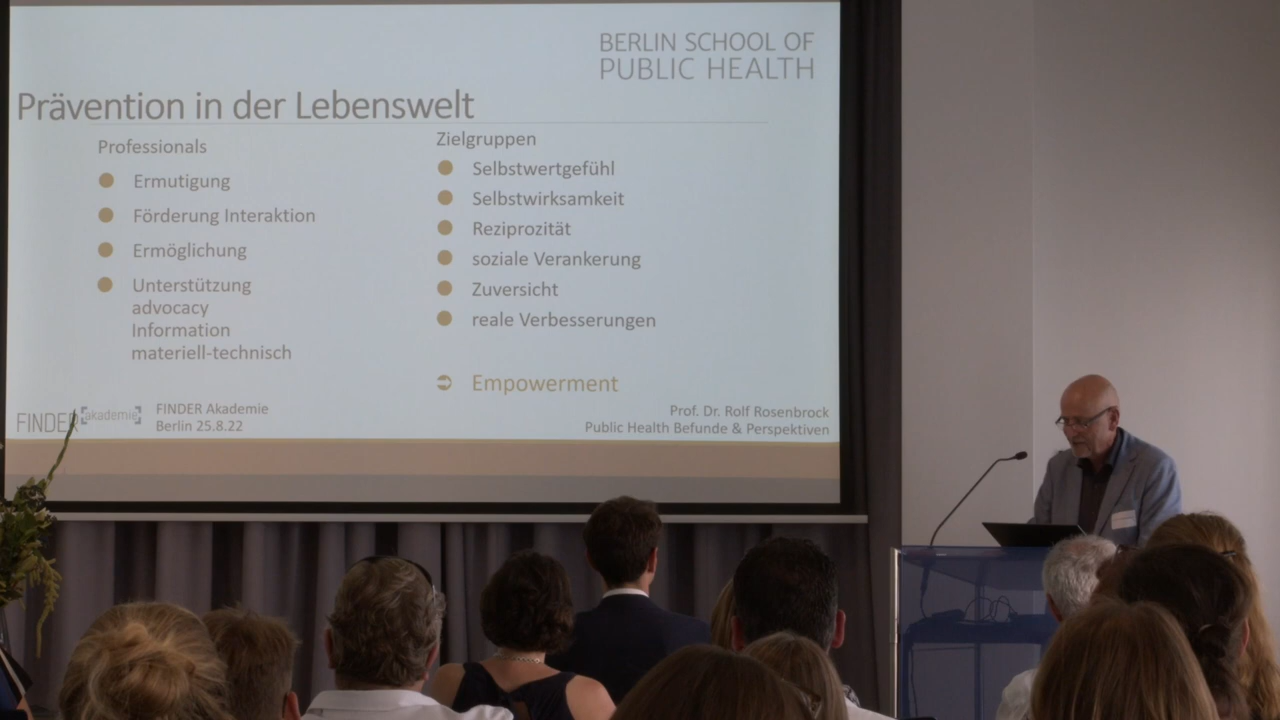 BERLIN SCHOOL OF
PUBLIC HEALTH
Prävention in der Lebenswelt
Professionals
Ermutigung
Förderung Interaktion
Ermöglichung
Unterstützung
advocacy
Information
materiell-technisch
Zielgruppen
Selbstwertgefühl
Selbstwirksamkeit
Reziprozität
soziale Verankerung
Zuversicht
reale Verbesserungen
Empowerment
FINDER akademie
FINDER Akademie
Berlin 25.8.22
Prof. Dr. Rolf Rosenbrock
Public Health Befunde & Perspektiven